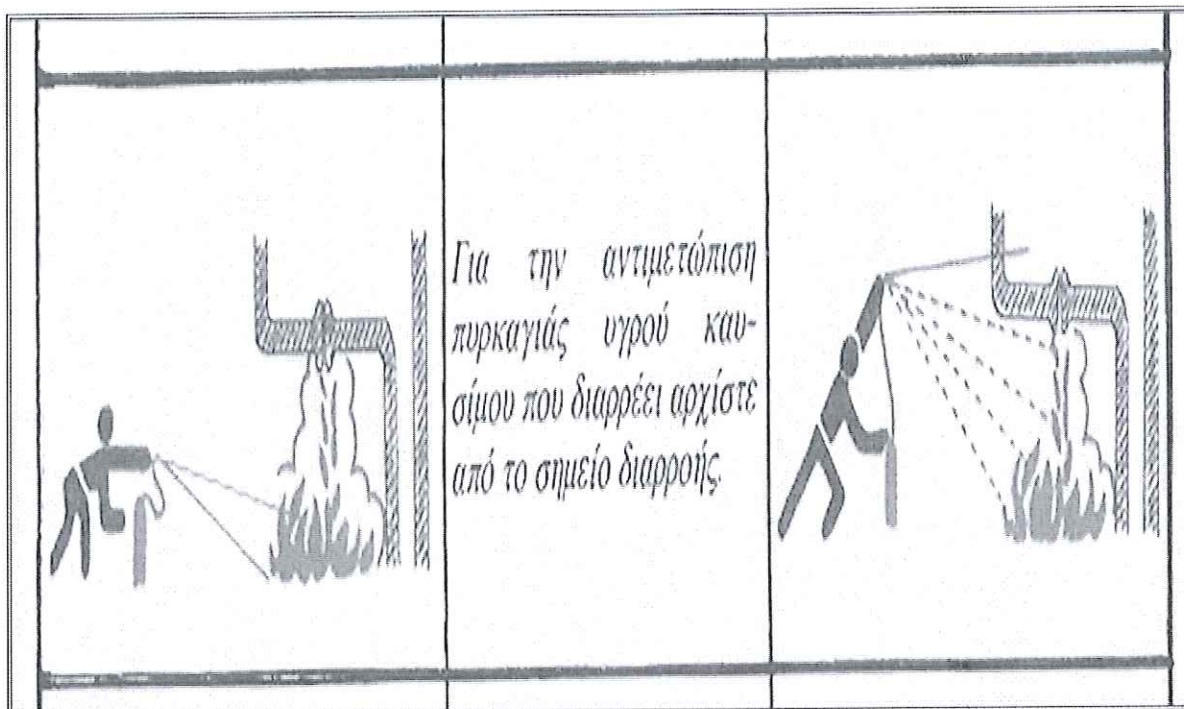 Για την αντιμετώπιση
πυρκαγιάς υγρού καυ-
σίμου που διαρρέει αρχίστε
από το σημείο διαρροής.